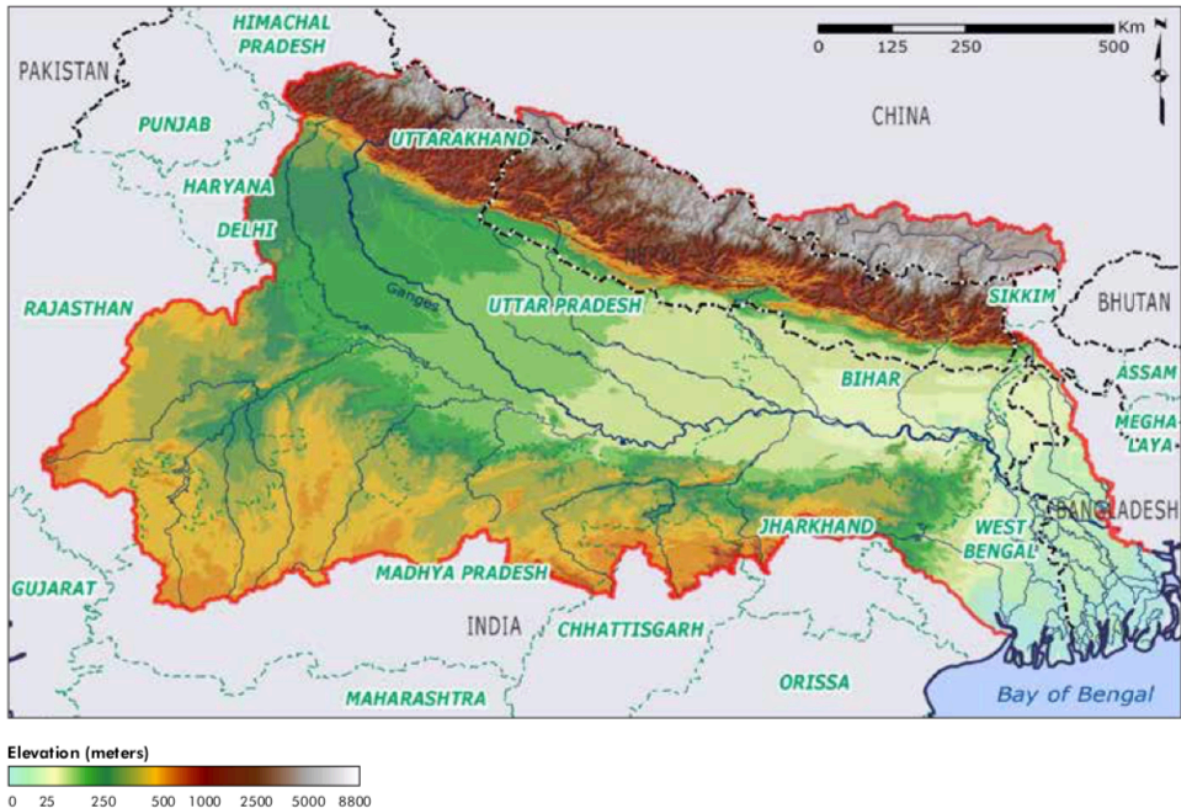 HIMACHAL
PRADESH
Km
N
0 125 250 500
PAKISTAN
CHINA
PUNJAB
UTTARAKHAND
HARYANA
DELHI
RAJASTHAN
Ganges
UTTAR PRADESH
SIKKIM
BHUTAN
BIHAR
ASSAM
MEGHA-
LAYA
BANGLADESH
JHARKHAND
WEST
BENGAL
MADHYA PRADESH
GUJARAT
INDIA
CHHATTISGARH
MAHARASHTRA
ORISSA
Bay of Bengal
Elevation (meters)
0 25 250 500 1000 2500 5000 8800